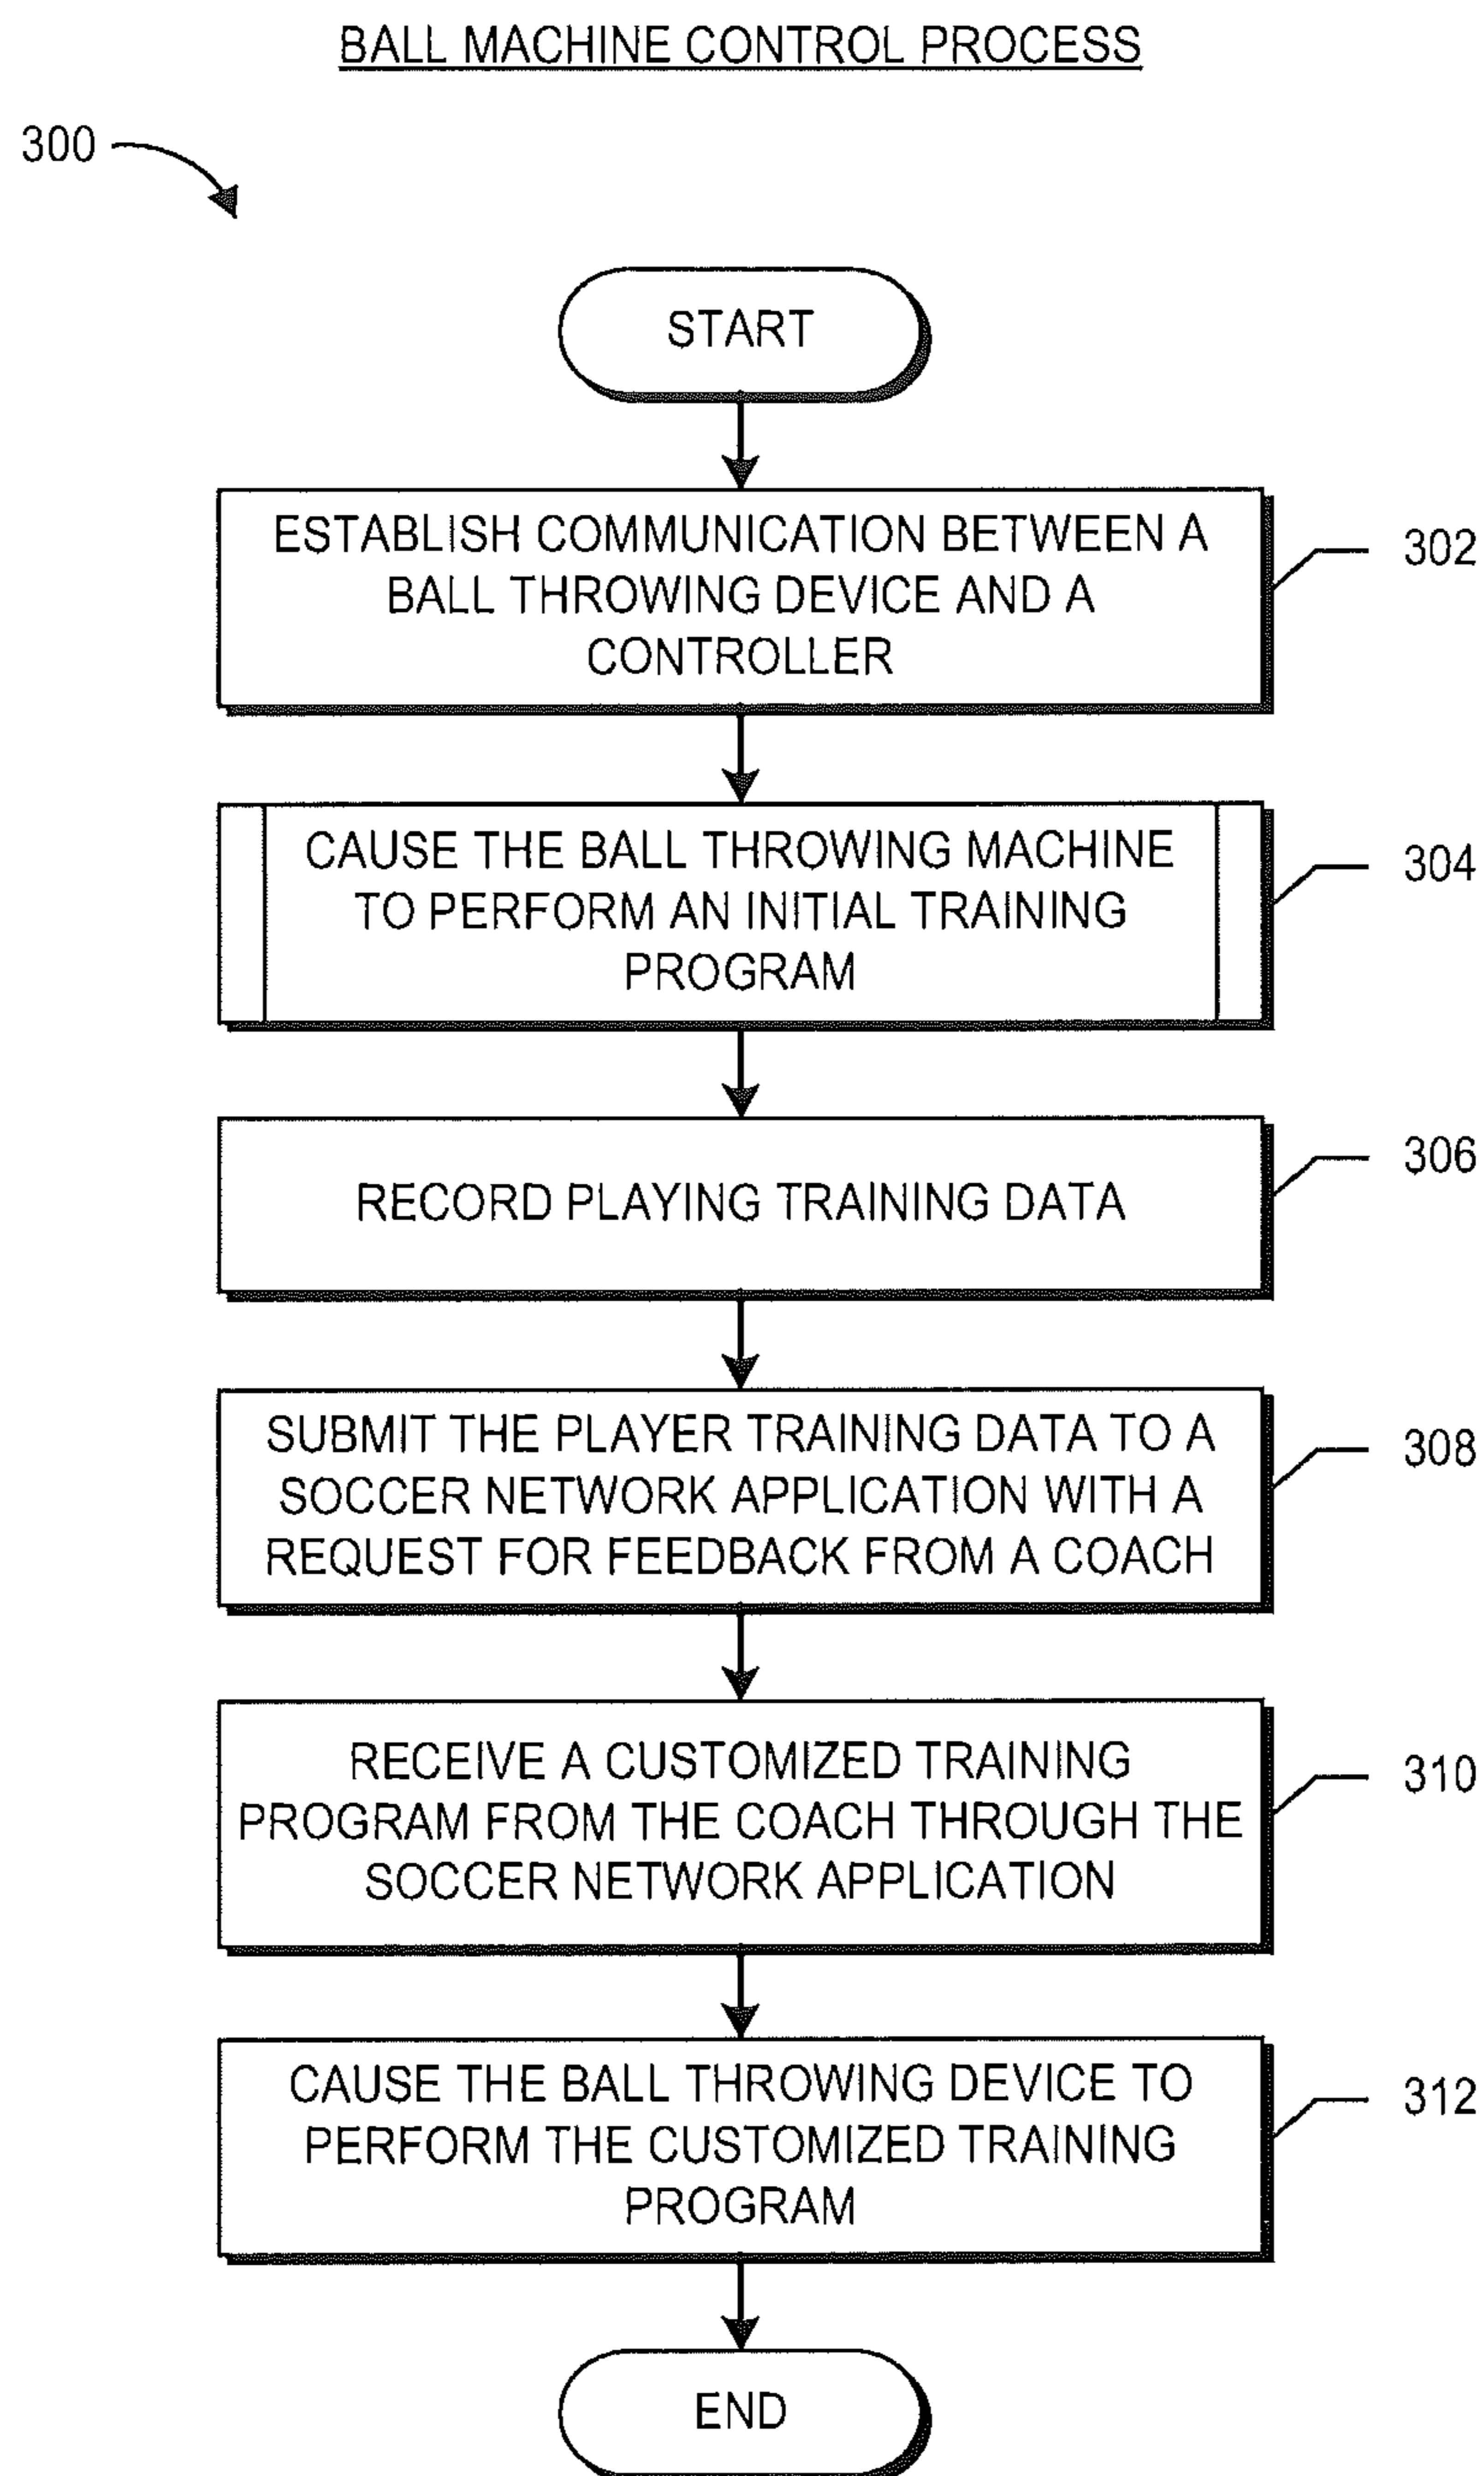 BALL MACHINE CONTROL PROCESS
300
START
ESTABLISH COMMUNICATION BETWEEN A
BALL THROWING DEVICE AND A
CONTROLLER
302
CAUSE THE BALL THROWING MACHINE
TO PERFORM AN INITIAL TRAINING
PROGRAM
304
RECORD PLAYING TRAINING DATA
306
SUBMIT THE PLAYER TRAINING DATA TO A
SOCCER NETWORK APPLICATION WITH A
REQUEST FOR FEEDBACK FROM A COACH
308
RECEIVE A CUSTOMIZED TRAINING
PROGRAM FROM THE COACH THROUGH THE
SOCCER NETWORK APPLICATION
310
CAUSE THE BALL THROWING DEVICE TO
PERFORM THE CUSTOMIZED TRAINING
PROGRAM
312
END